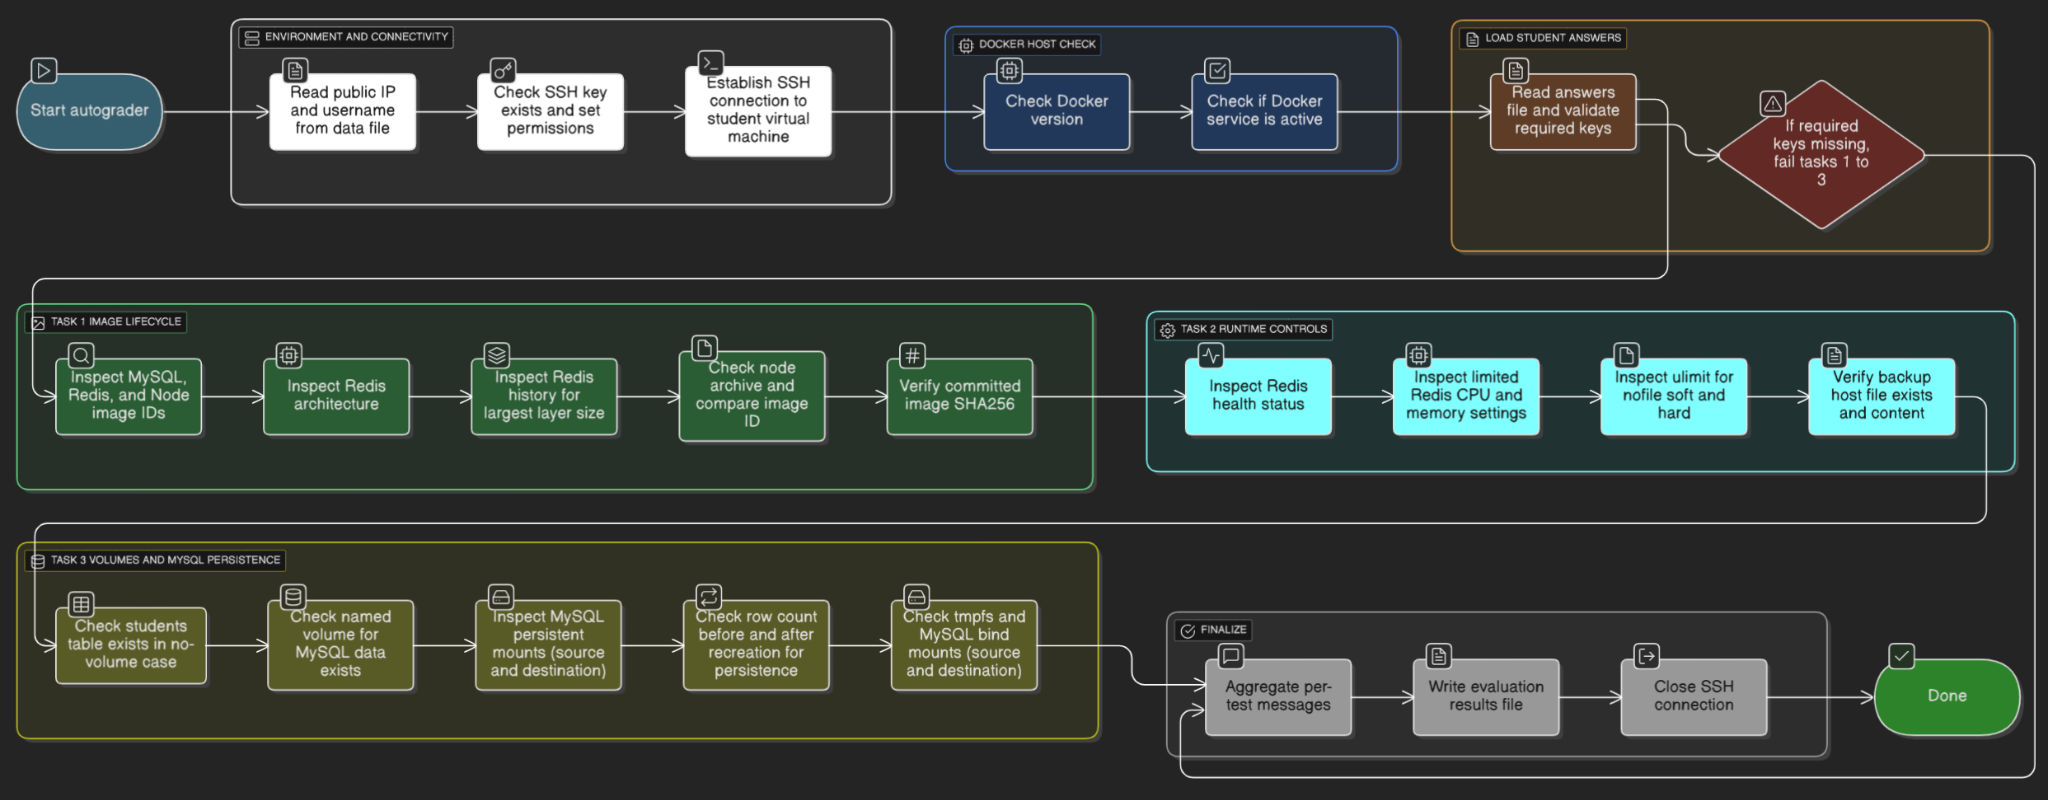 ENVIRONMENT AND CONNECTIVITY
DOCKER HOST CHECK
LOAD STUDENT ANSWERS
Start autograder
Read public IP
and username
from data file
Check SSH key
exists and set
permissions
Establish SSH
connection to
student virtual
machine
Check Docker
version
Check if Docker
service is active
Read answers
file and validate
required keys
If required
keys missing,
fail tasks 1 to
3
TASK 1 IMAGE LIFECYCLE
TASK 2 RUNTIME CONTROLS
Inspect MySQL,
Redis, and Node
image IDs
Inspect Redis
architecture
Inspect Redis
history for
largest layer size
Check node
archive and
compare image
ID
Verify committed
image SHA256
Inspect Redis
health status
Inspect limited
Redis CPU and
memory settings
Inspect ulimit for
nofile soft and
hard
Verify backup
host file exists
and content
TASK 3 VOLUMES AND MYSQL PERSISTENCE
Check students
table exists in no-
volume case
Check named
volume for
MySQL data
exists
Inspect MySQL
persistent
mounts (source
and destination)
Check row count
before and after
recreation for
persistence
Check tmpfs and
MySQL bind
mounts (source
and destination)
FINALIZE
Aggregate per-
test messages
Write evaluation
results file
Close SSH
connection
Done